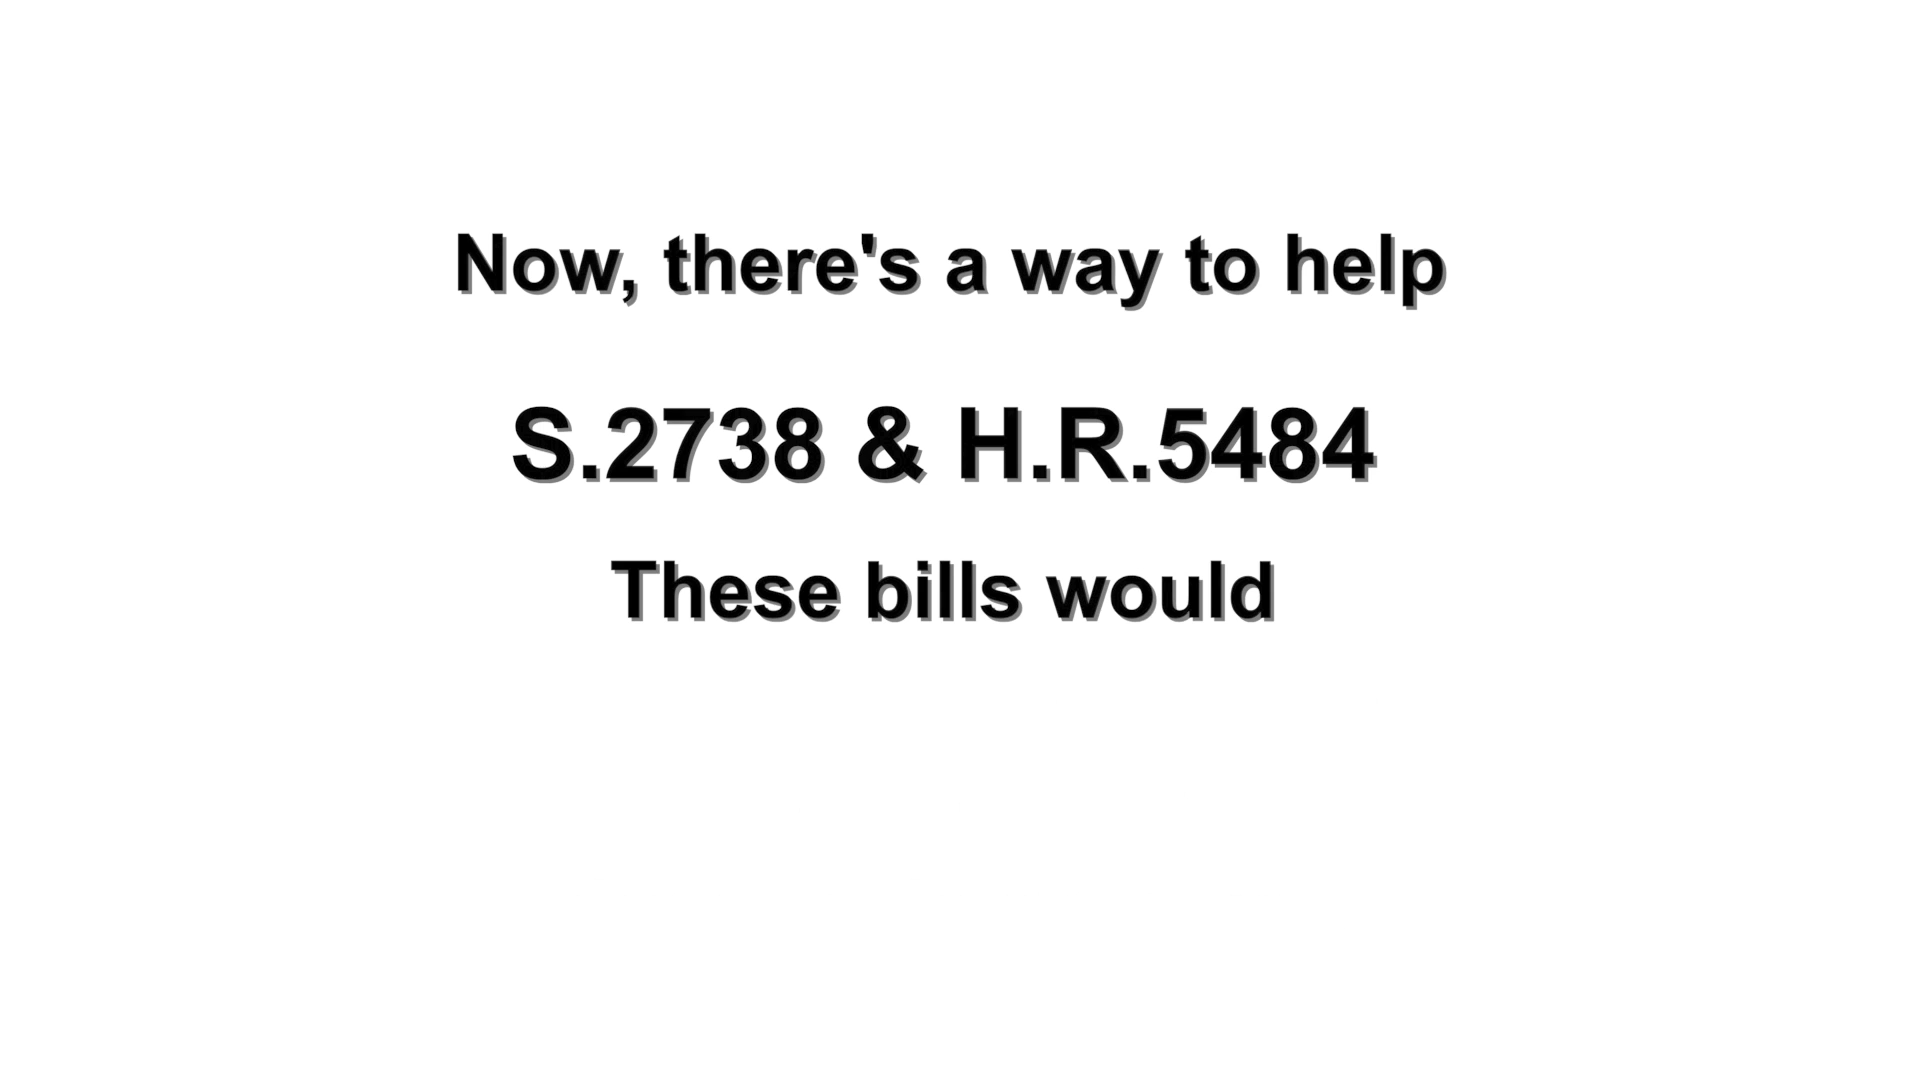 Now, there's a way to help
S.2738 & H.R.5484
These bills would